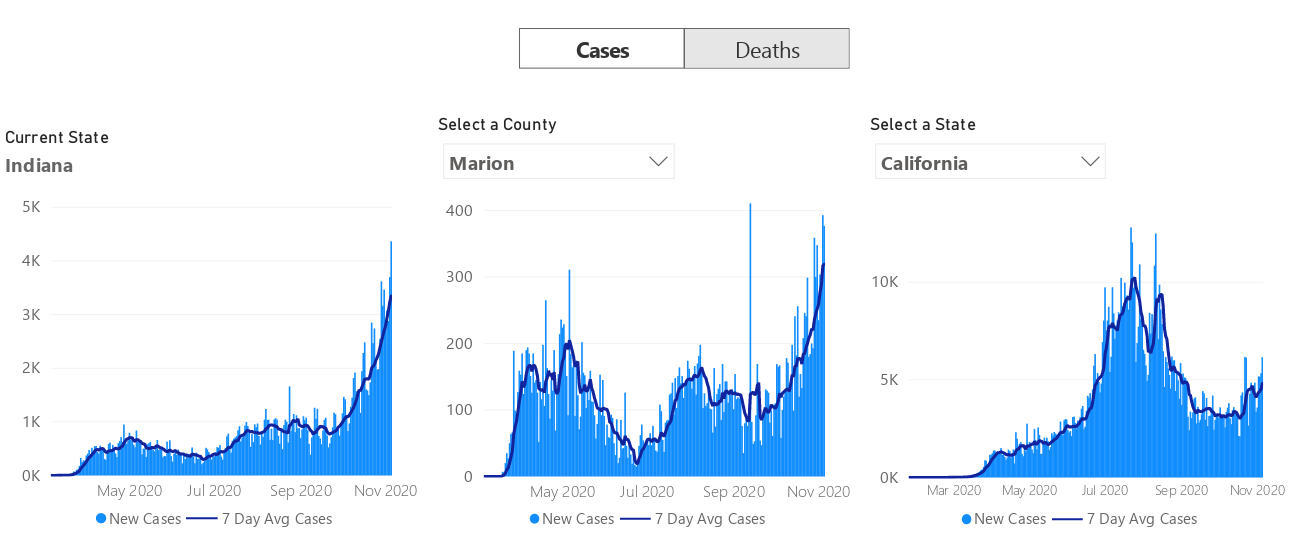 Cases Deaths
Current State
Indiana
5K
4K
3K
2K
1K
0K
May 2020 Jul 2020 Sep 2020 Nov 2020
New Cases 7 Day Avg Cases
Select a County
Marion
400
300
200
100
0
May 2020 Jul 2020 Sep 2020 Nov 2020
New Cases 7 Day Avg Cases
Select a State
California
10K
5K
0K
Mar 2020 May 2020 Jul 2020 Sep 2020 Nov 2020
New Cases 7 Day Avg Cases